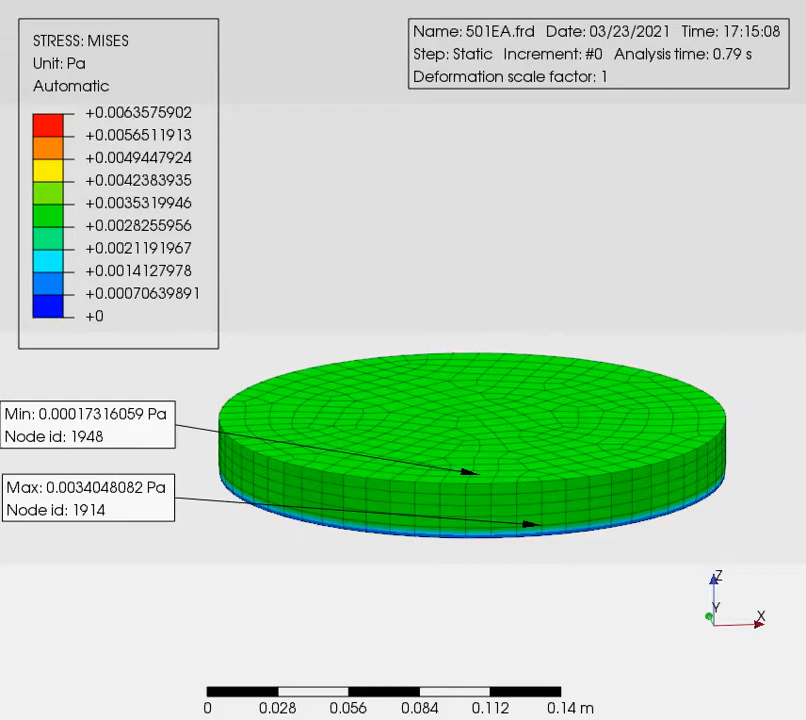 STRESS: MISES
Unit: Pa
Automatic
+0.0063575902
+0.0056511913
+0.0049447924
+0.0042383935
+0.0035319946
+0.0028255956
+0.0021191967
+0.0014127978
+0.00070639891
+0
Name: 501EA.frd Date: 03/23/2021 Time: 17:15:08
Step: Static Increment: #0 Analysis time: 0.79 s
Deformation scale factor: 1
Min: 0.00017316059 Pa
Node id: 1948
Max: 0.0034048082 Pa
Node id: 1914
Z
Y
X
0 0.028 0.056 0.084 0.112 0.14 m